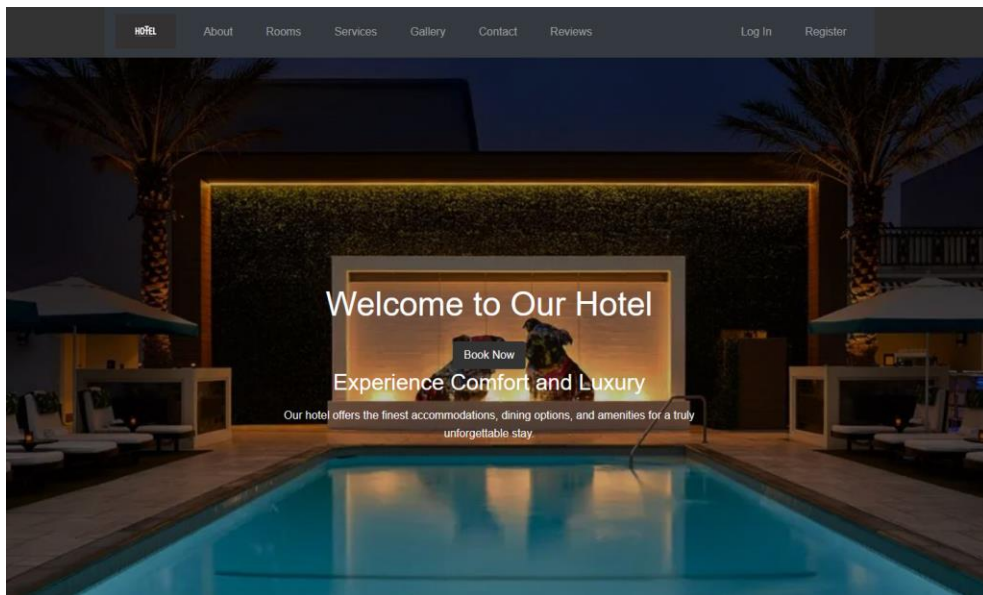 HOTEL
About
Rooms
Services
Gallery
Contact
Reviews
Log In
Register
Welcome to Our Hotel
Book Now
Experience Comfort and Luxury
Our hotel offers the finest accommodations, dining options, and amenities for a truly
unforgettable stay.